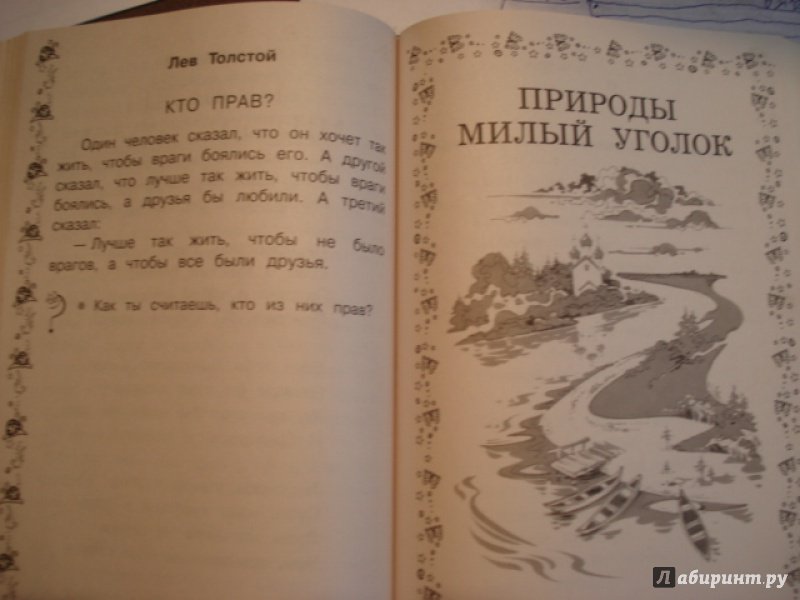 Лев Толстой
КТО ПРАВ?
Один человек сказал, что он хочет так
жить, чтобы враги боялись его. А другой
сказал, что лучше так жить, чтобы враги
боялись, а друзья бы любили. А третий
сказал:
— Лучше так жить, чтобы не было
врагов, а чтобы все были друзья.
● Как ты считаешь, кто из них прав?
ПРИРОДЫ
МИЛЫЙ УГОЛОК
Лабиринт.ру